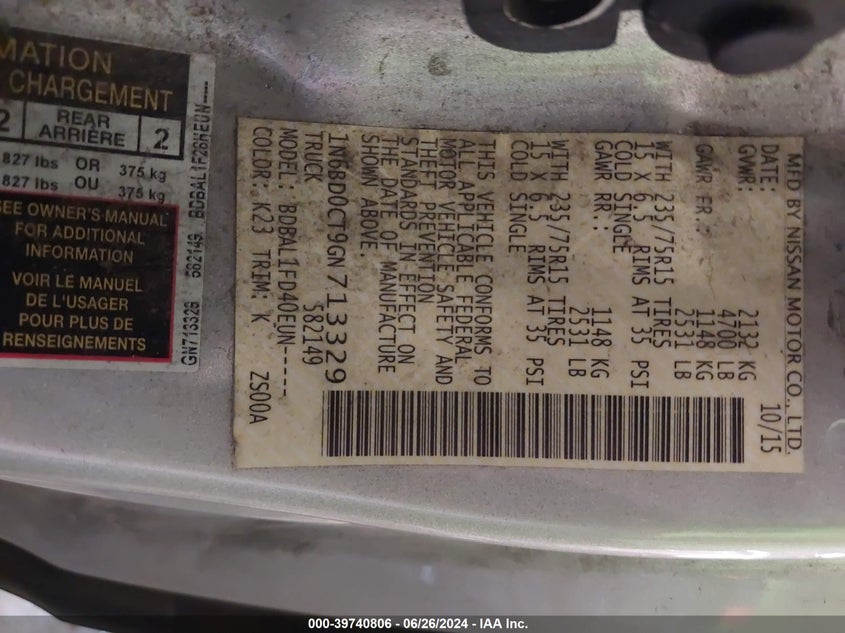 MATION
CHARGEMENT
2 REAR ARRIÈRE 2
827 lbs OR 375 kg
827 lbs OU 375 kg
SEE OWNER'S MANUAL
FOR ADDITIONAL
INFORMATION
VOIR LE MANUEL
DE L'USAGER
POUR PLUS DE
RENSEIGNEMENTS
GN713329 582149
MFD BY NISSAN MOTOR CO., LTD.
DATE: 10/15
GVWR: 2132 KG
4700 LB
GAWR FR.: 1148 KG
2531 LB
WITH 235/75R15 TIRES
15 X 6.5 RIMS AT 35 PSI
COLD SINGLE
GAWR RR.: 1148 KG
2531 LB
WITH 235/75R15 TIRES
15 X 6.5 RIMS AT 35 PSI
COLD SINGLE
THIS VEHICLE CONFORMS TO
ALL APPLICABLE FEDERAL
MOTOR VEHICLE SAFETY AND
THEFT PREVENTION
STANDARDS IN EFFECT ON
THE DATE OF MANUFACTURE
SHOWN ABOVE.
1N6BD0CT9GN713329
TRUCK 582149
MODEL: BDBAL1FD40EUN-----
COLOR: K23 TRIM: K ZS00A
000-39740806 - 06/26/2024 - IAA Inc.